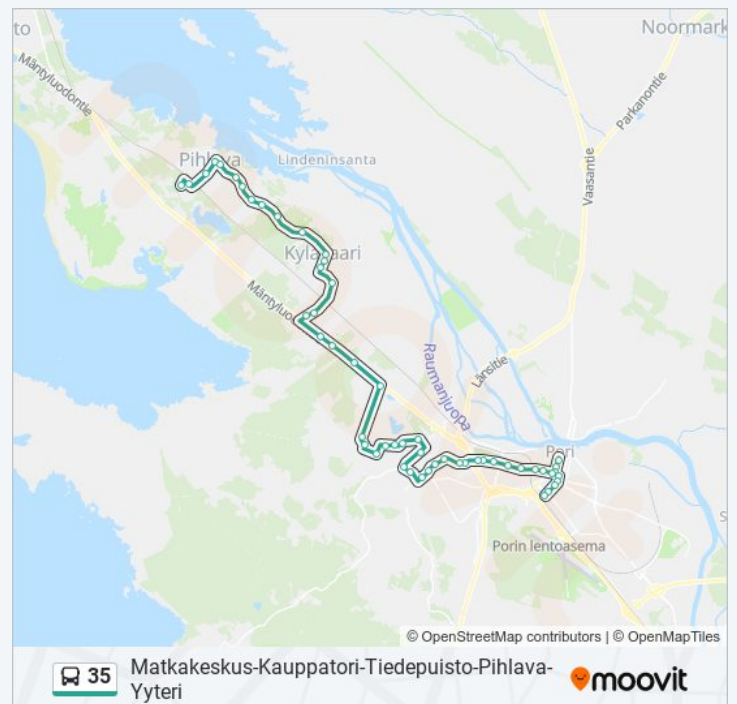 to
Noormark
Mäntyluodontie
Parkanontie
Pihlava
Lindeninsanta
Vaasantie
Kyläsaari
Mäntyluo
Länsitie
Raumanjuopa
Pori
S
Porin lentoasema
© OpenStreetMap contributors | © OpenMapTiles
35
Matkakeskus-Kauppatori-Tiedepuisto-Pihlava-
Yyteri
moovit